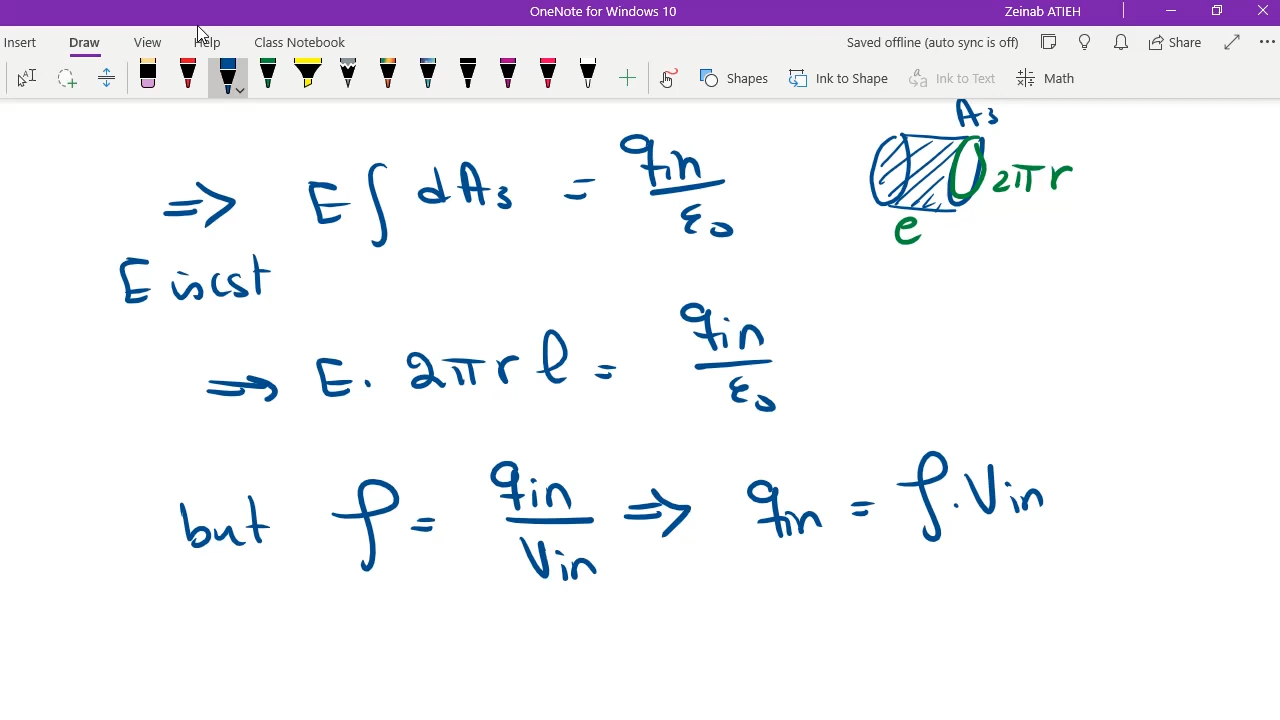 OneNote for Windows 10
Zeinab ATIEH
Insert Draw View Help Class Notebook
Saved offline (auto sync is off)
Share
Shapes
Ink to Shape
Ink to Text
Math
A₃
⇒ E ∫ dA₃ = qin/ε₀
2πr
e
E is cst
⇒ E. 2πr l = qin/ε₀
but ρ = qin/Vin ⇒ qin = ρ.Vin